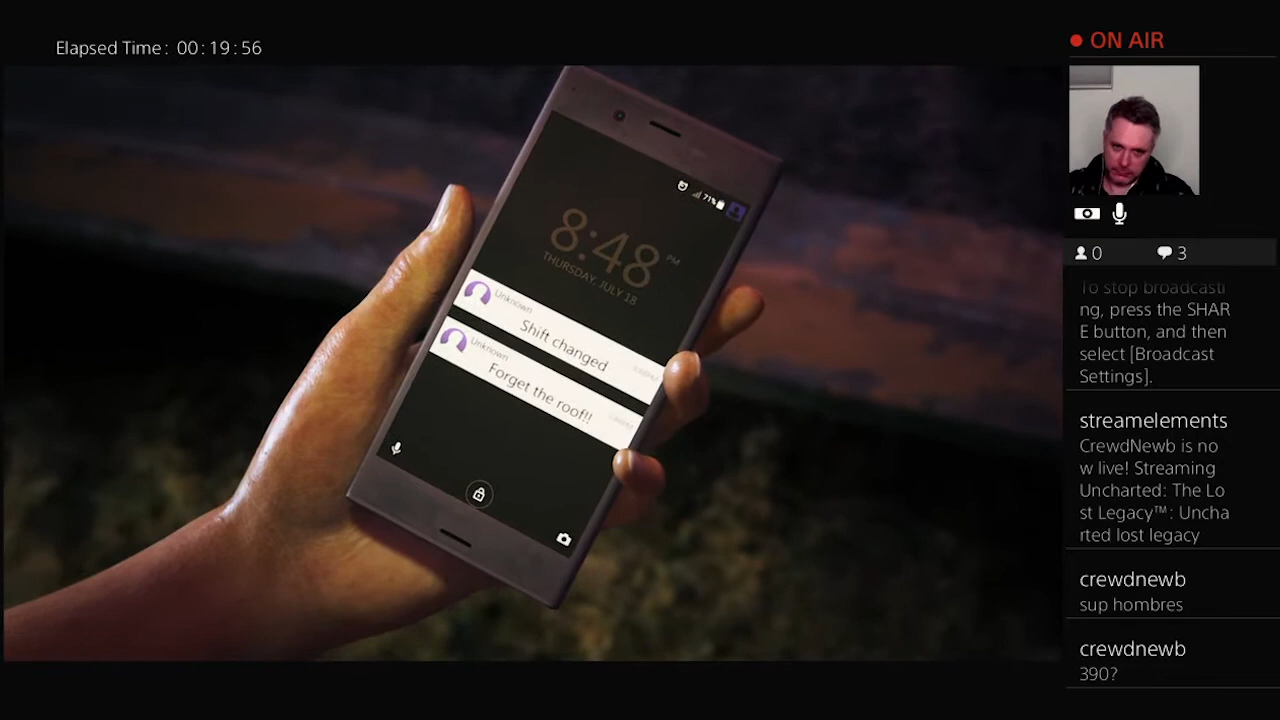 Elapsed Time: 00:19:56
ON AIR
71%
8:48 PM
THURSDAY, JULY 18
Unknown
Shift changed
Unknown
Forget the roof!!
0
3
To stop broadcasti
ng, press the SHAR
E button, and then
select [Broadcast
Settings].
streamelements
CrewdNewb is no
w live! Streaming
Uncharted: The Lo
st Legacy™: Uncha
rted lost legacy
crewdnewb
sup hombres
crewdnewb
390?